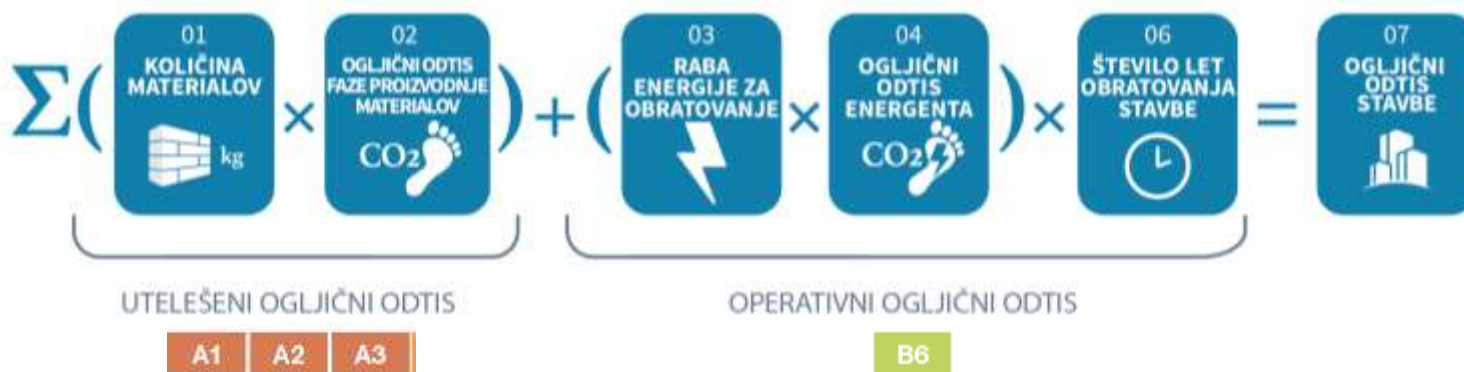 Σ(
01
KOLIČINA
MATERIALOV
kg
×
02
OGLJIČNI ODTIS
FAZE PROIZVODNJE
MATERIALOV
CO2
)
+
(
03
RABA
ENERGIJE ZA
OBRATOVANJE
×
04
OGLJIČNI
ODTIS
ENERGENTA
CO2
)
×
06
ŠTEVILO LET
OBRATOVANJA
STAVBE
=
07
OGLJIČNI
ODTIS
STAVBE
UTELEŠENI OGLJIČNI ODTIS
OPERATIVNI OGLJIČNI ODTIS
A1 A2 A3
B6